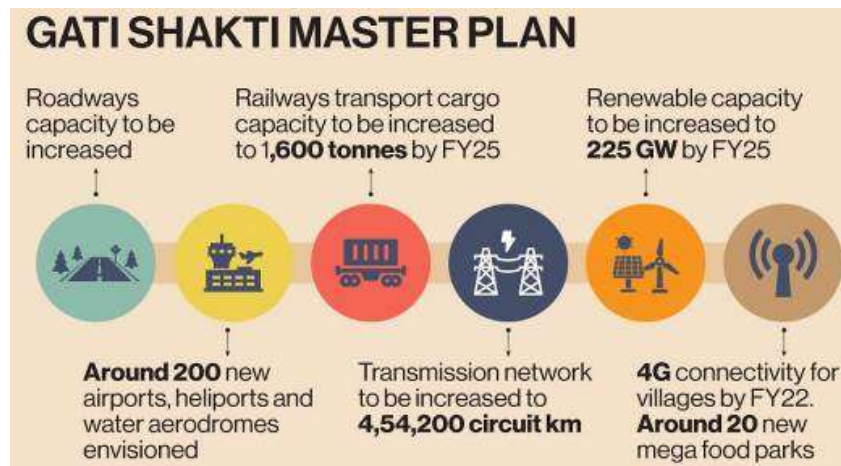 GATI SHAKTI MASTER PLAN
Roadways
capacity to be
increased
Railways transport cargo
capacity to be increased
to 1,600 tonnes by FY25
Renewable capacity
to be increased to
225 GW by FY25
Around 200 new
airports, heliports and
water aerodromes
envisioned
Transmission network
to be increased to
4,54,200 circuit km
4G connectivity for
villages by FY22.
Around 20 new
mega food parks